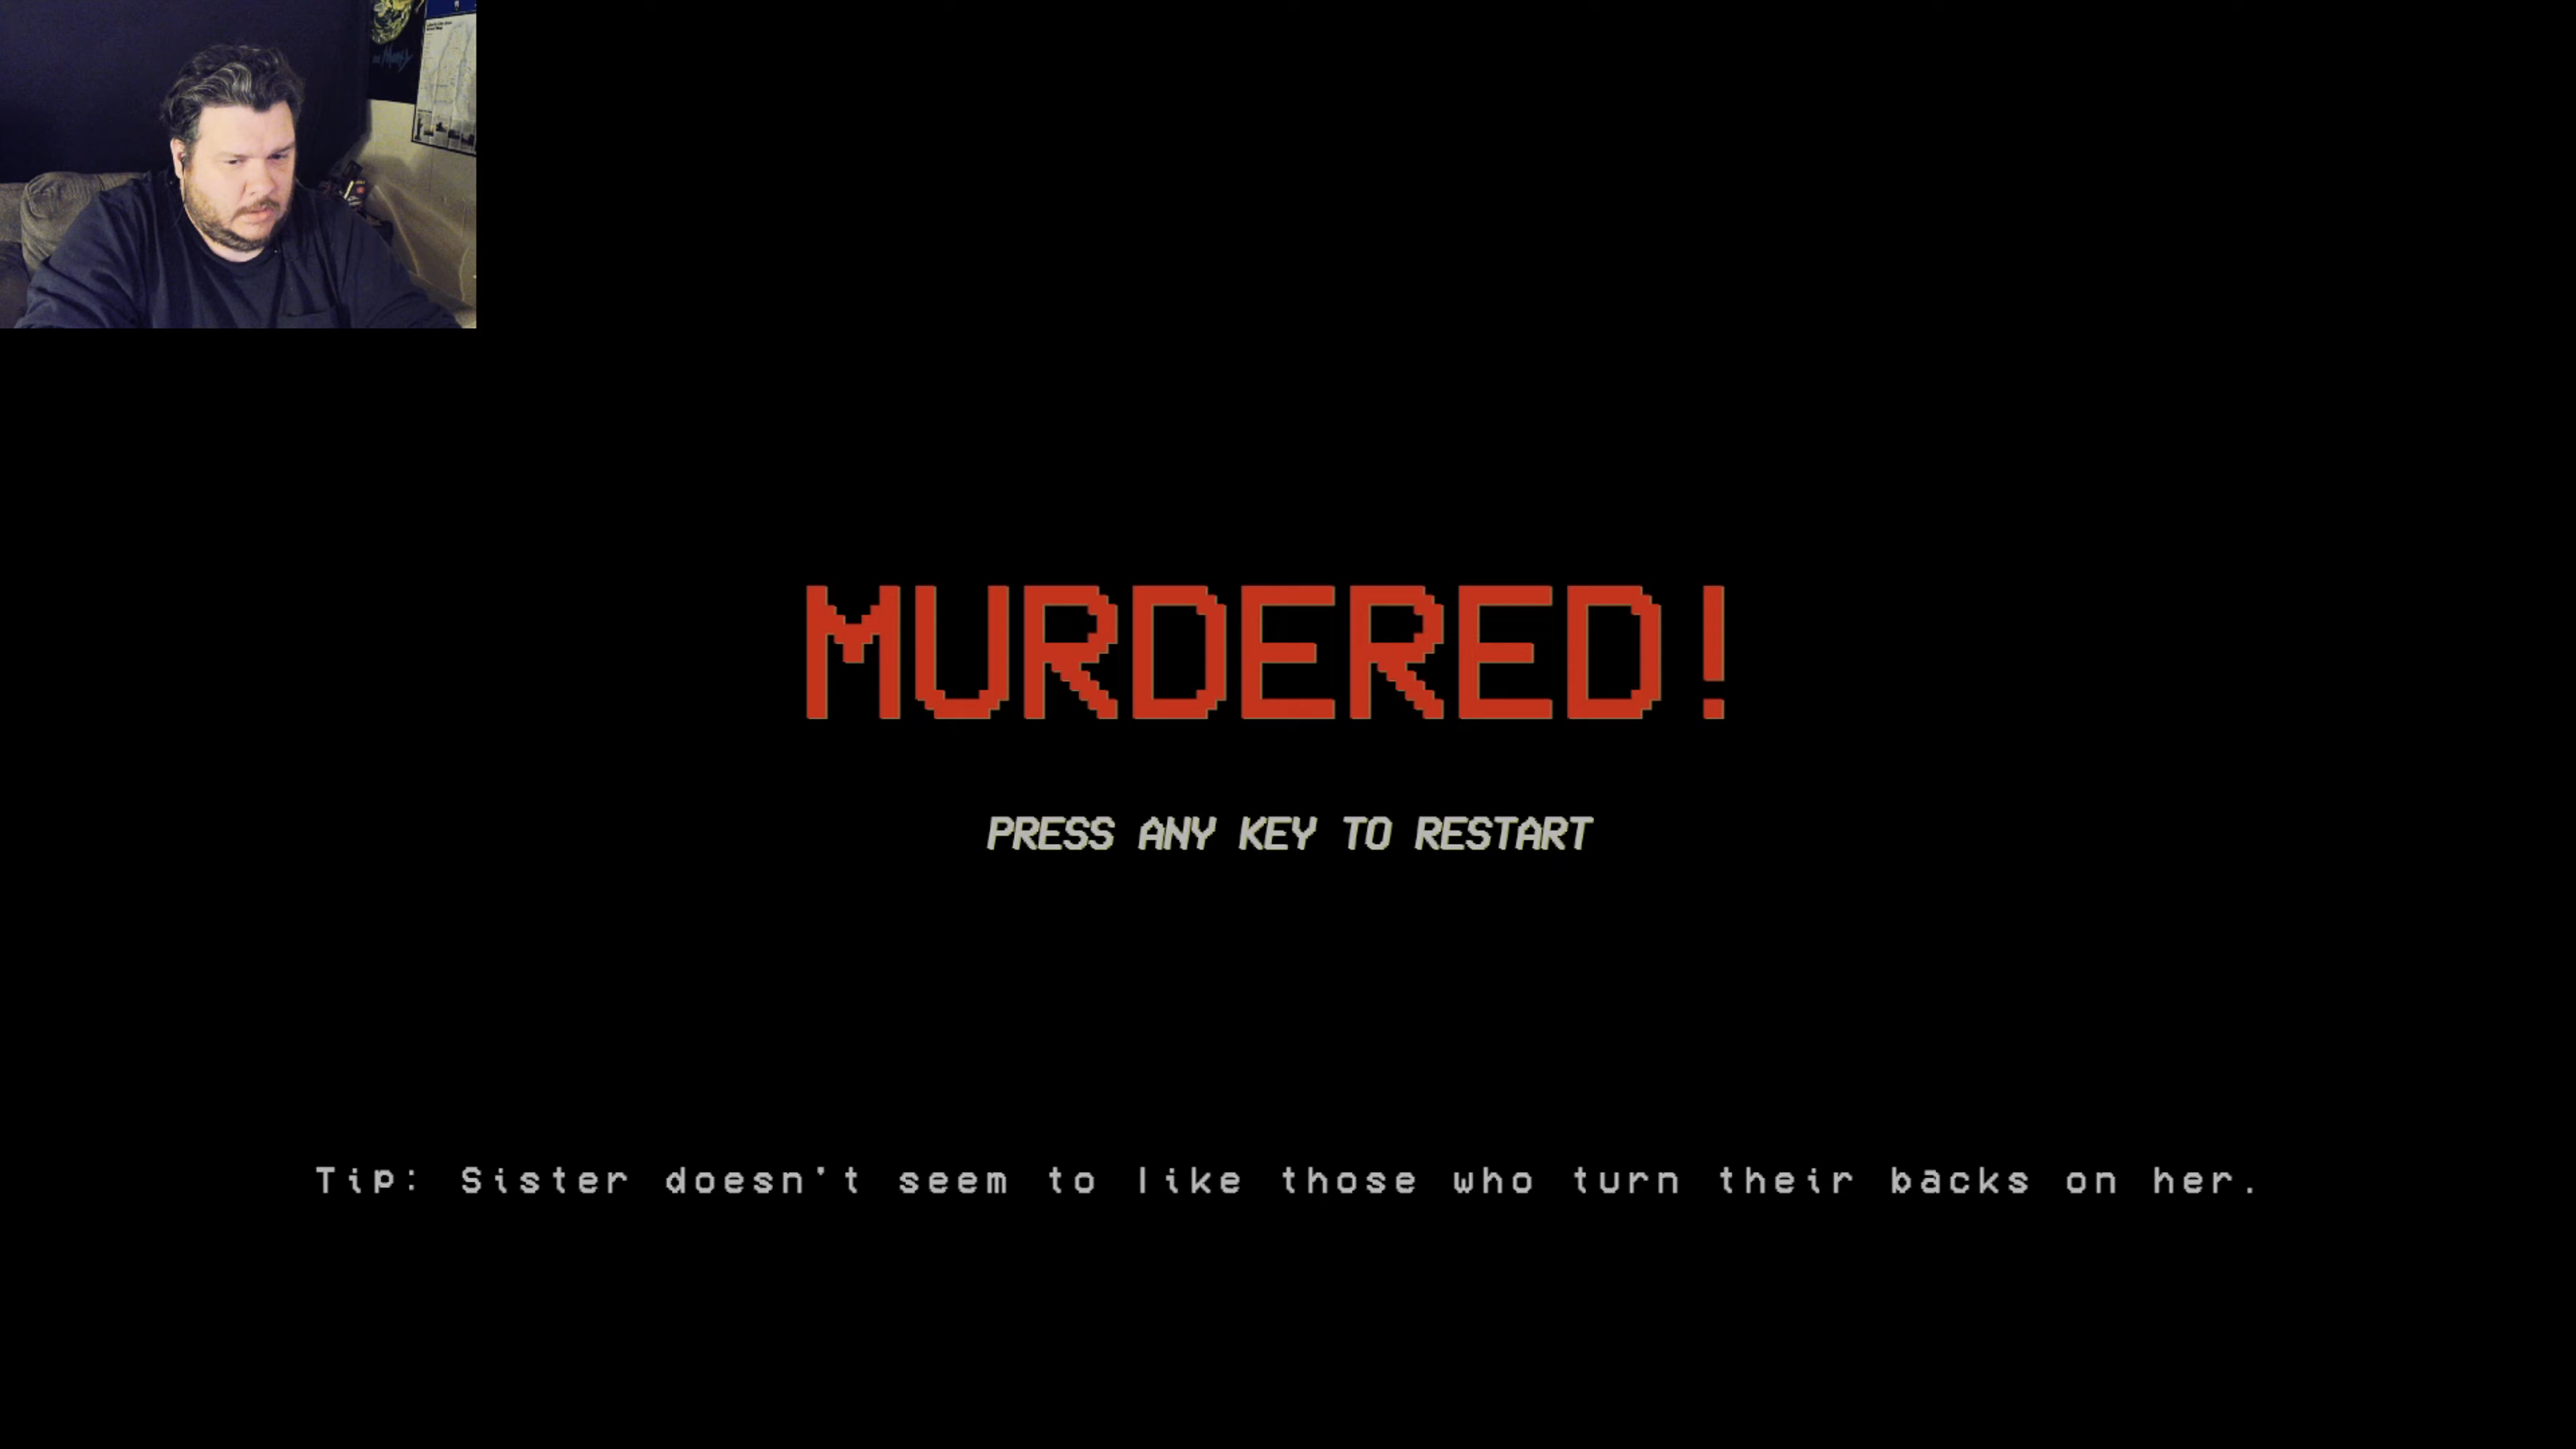 MURDERED!
PRESS ANY KEY TO RESTART
Tip: Sister doesn't seem to like those who turn their backs on her.